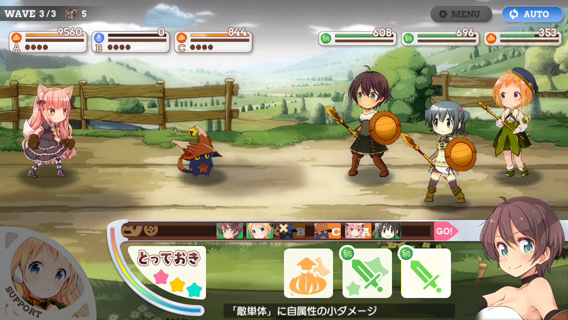 WAVE 3/3 5
MENU
AUTO
A 9560
B 0
C 844
608
696
353
B C A GO!
とっておき
SUPPORT
「敵単体」に自属性の小ダメージ